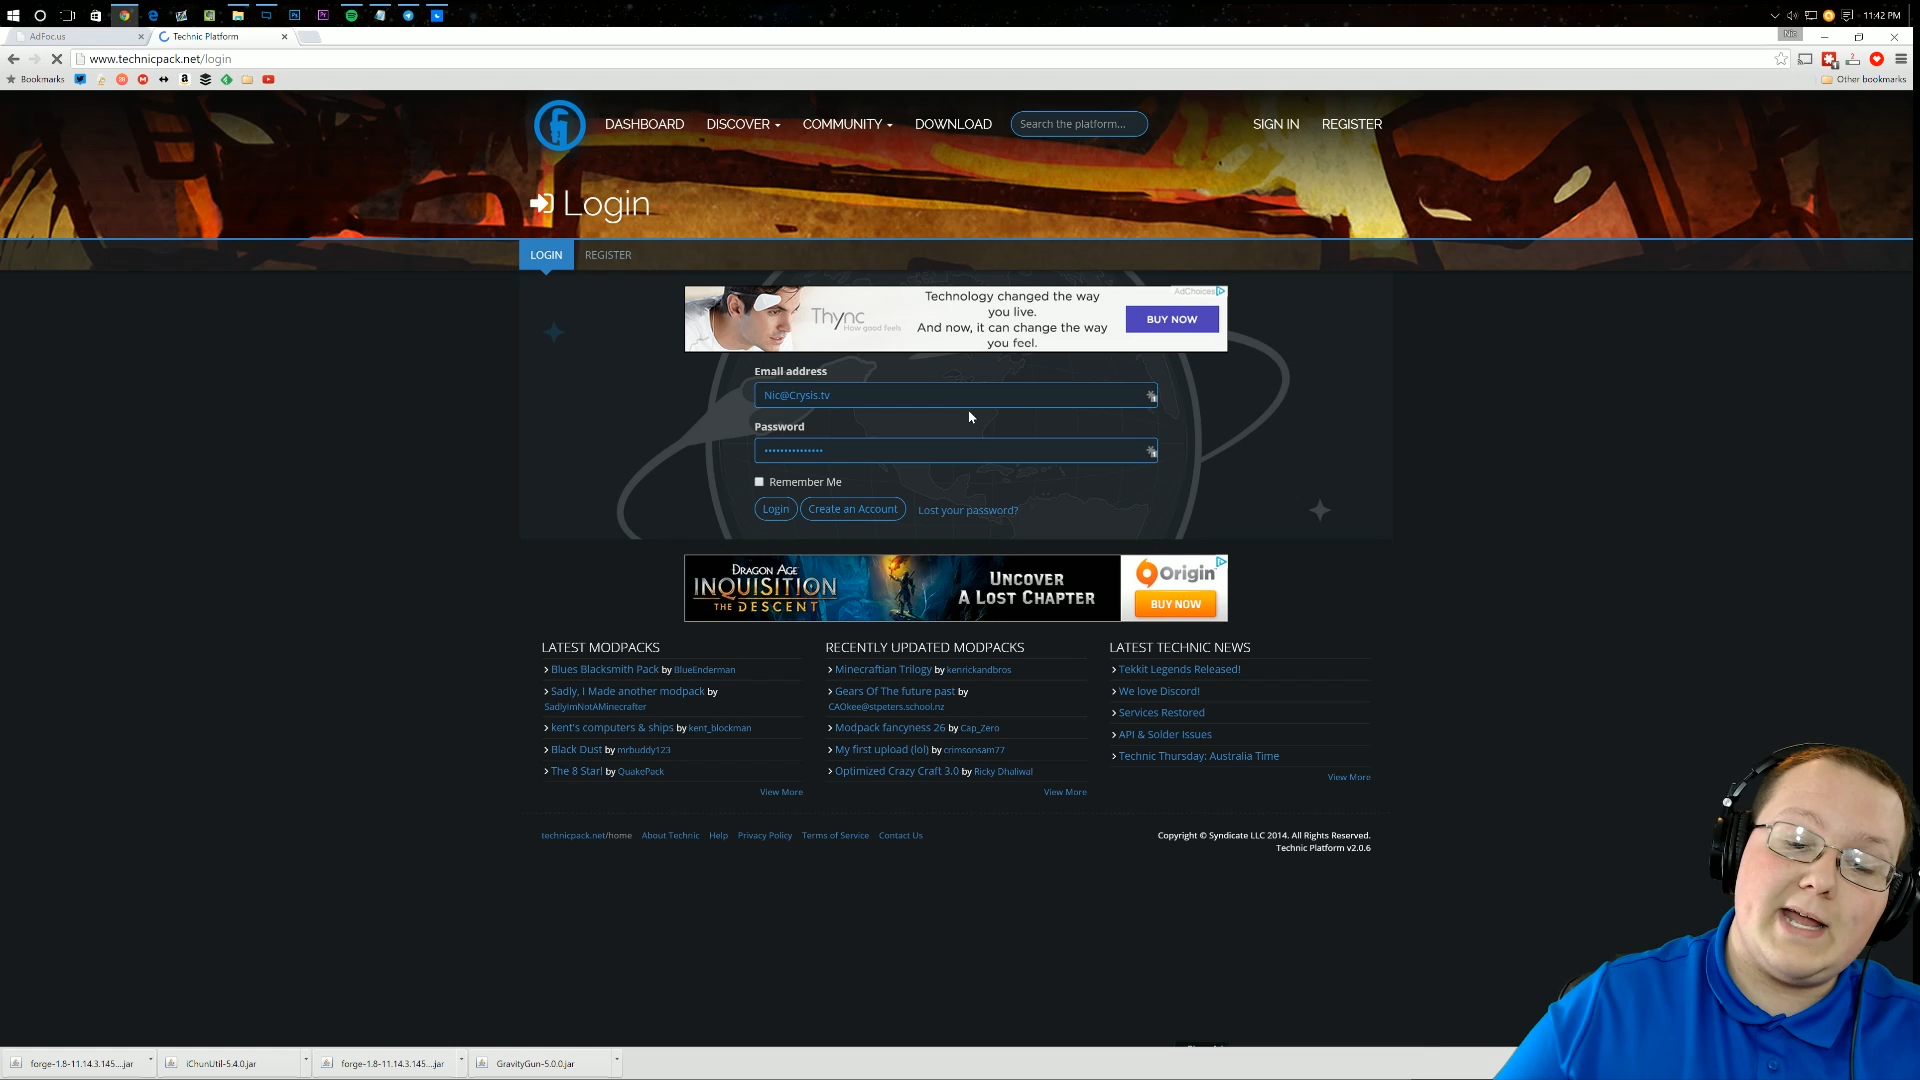 11:42 PM
AdFoc.us
Technic Platform
Nic
www.technicpack.net/login
Bookmarks
Other bookmarks
DASHBOARD DISCOVER COMMUNITY DOWNLOAD Search the platform... SIGN IN REGISTER
Login
LOGIN REGISTER
AdChoices
Thync
How good feels
Technology changed the way
you live.
And now, it can change the way
you feel.
BUY NOW
Email address
Nic@Crysis.tv
Password
Remember Me
Login Create an Account Lost your password?
DRAGON AGE
INQUISITION
THE DESCENT
UNCOVER
A LOST CHAPTER
Origin
BUY NOW
LATEST MODPACKS
Blues Blacksmith Pack by BlueEnderman
Sadly, I Made another modpack by
SadlyImNotAMinecrafter
kent's computers & ships by kent_blockman
Black Dust by mrbuddy123
The 8 Star! by QuakePack
View More
RECENTLY UPDATED MODPACKS
Minecraftian Trilogy by kenrickandbros
Gears Of The future past by
CAOkee@stpeters.school.nz
Modpack fancyness 26 by Cap_Zero
My first upload (lol) by crimsonsam77
Optimized Crazy Craft 3.0 by Ricky Dhaliwal
View More
LATEST TECHNIC NEWS
Tekkit Legends Released!
We love Discord!
Services Restored
API & Solder Issues
Technic Thursday: Australia Time
View More
technicpack.net/home About Technic Help Privacy Policy Terms of Service Contact Us
Copyright © Syndicate LLC 2014. All Rights Reserved.
Technic Platform v2.0.6
forge-1.8-11.14.3.145....jar
iChunUtil-5.4.0.jar
forge-1.8-11.14.3.145....jar
GravityGun-5.0.0.jar